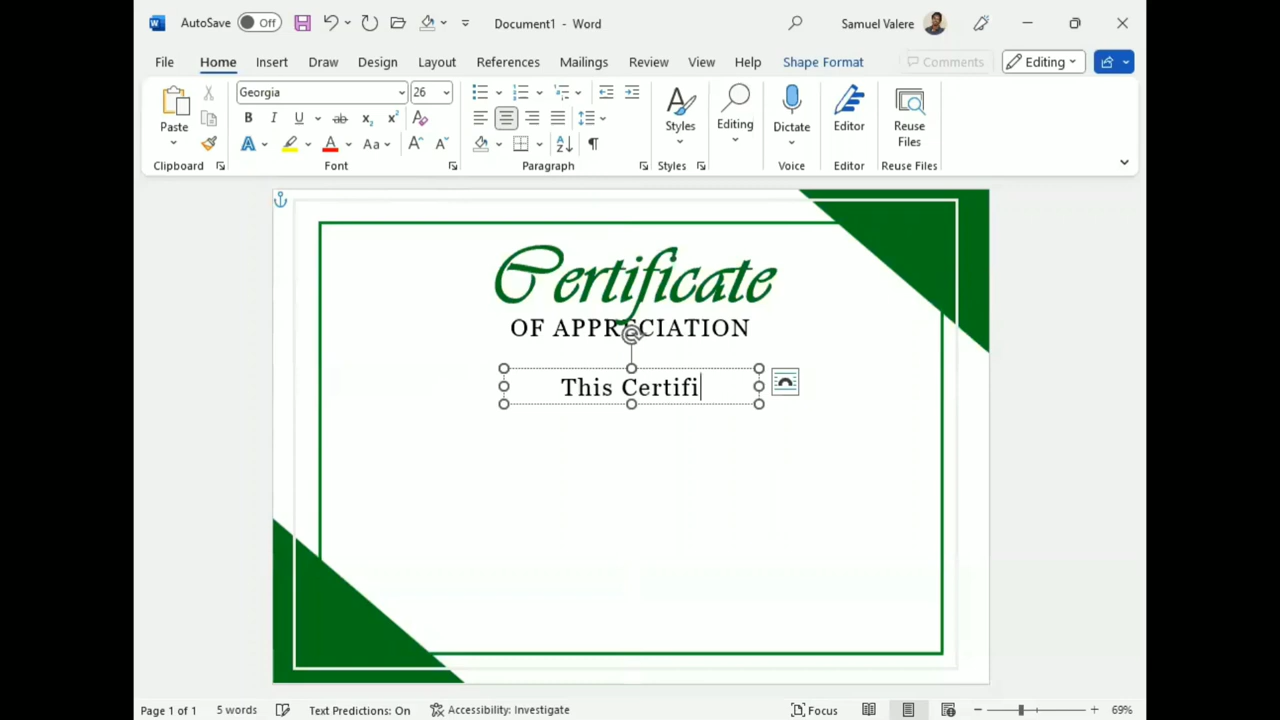 AutoSave Off Document1 - Word Samuel Valere
File Home Insert Draw Design Layout References Mailings Review View Help Shape Format Comments Editing
Georgia 26
Paste Styles Editing Dictate Editor Reuse Files
Clipboard Font Paragraph Styles Voice Editor Reuse Files
Certificate
OF APPRECIATION
This Certifi
Page 1 of 1 5 words Text Predictions: On Accessibility: Investigate Focus 69%